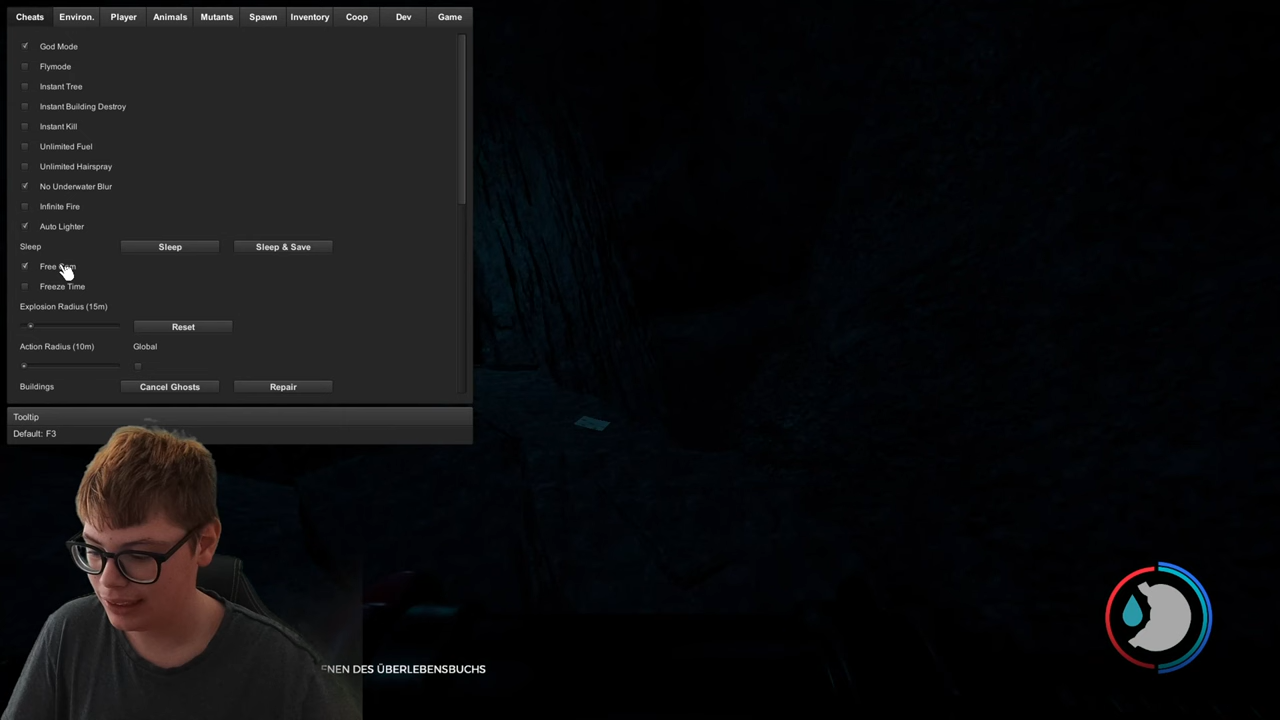 Cheats Environ. Player Animals Mutants Spawn Inventory Coop Dev Game
God Mode
Flymode
Instant Tree
Instant Building Destroy
Instant Kill
Unlimited Fuel
Unlimited Hairspray
No Underwater Blur
Infinite Fire
Auto Lighter
Sleep Sleep Sleep & Save
Free Cam
Freeze Time
Explosion Radius (15m)
Reset
Action Radius (10m) Global
Buildings Cancel Ghosts Repair
Tooltip
Default: F3
DES ÜBERLEBENSBUCHS